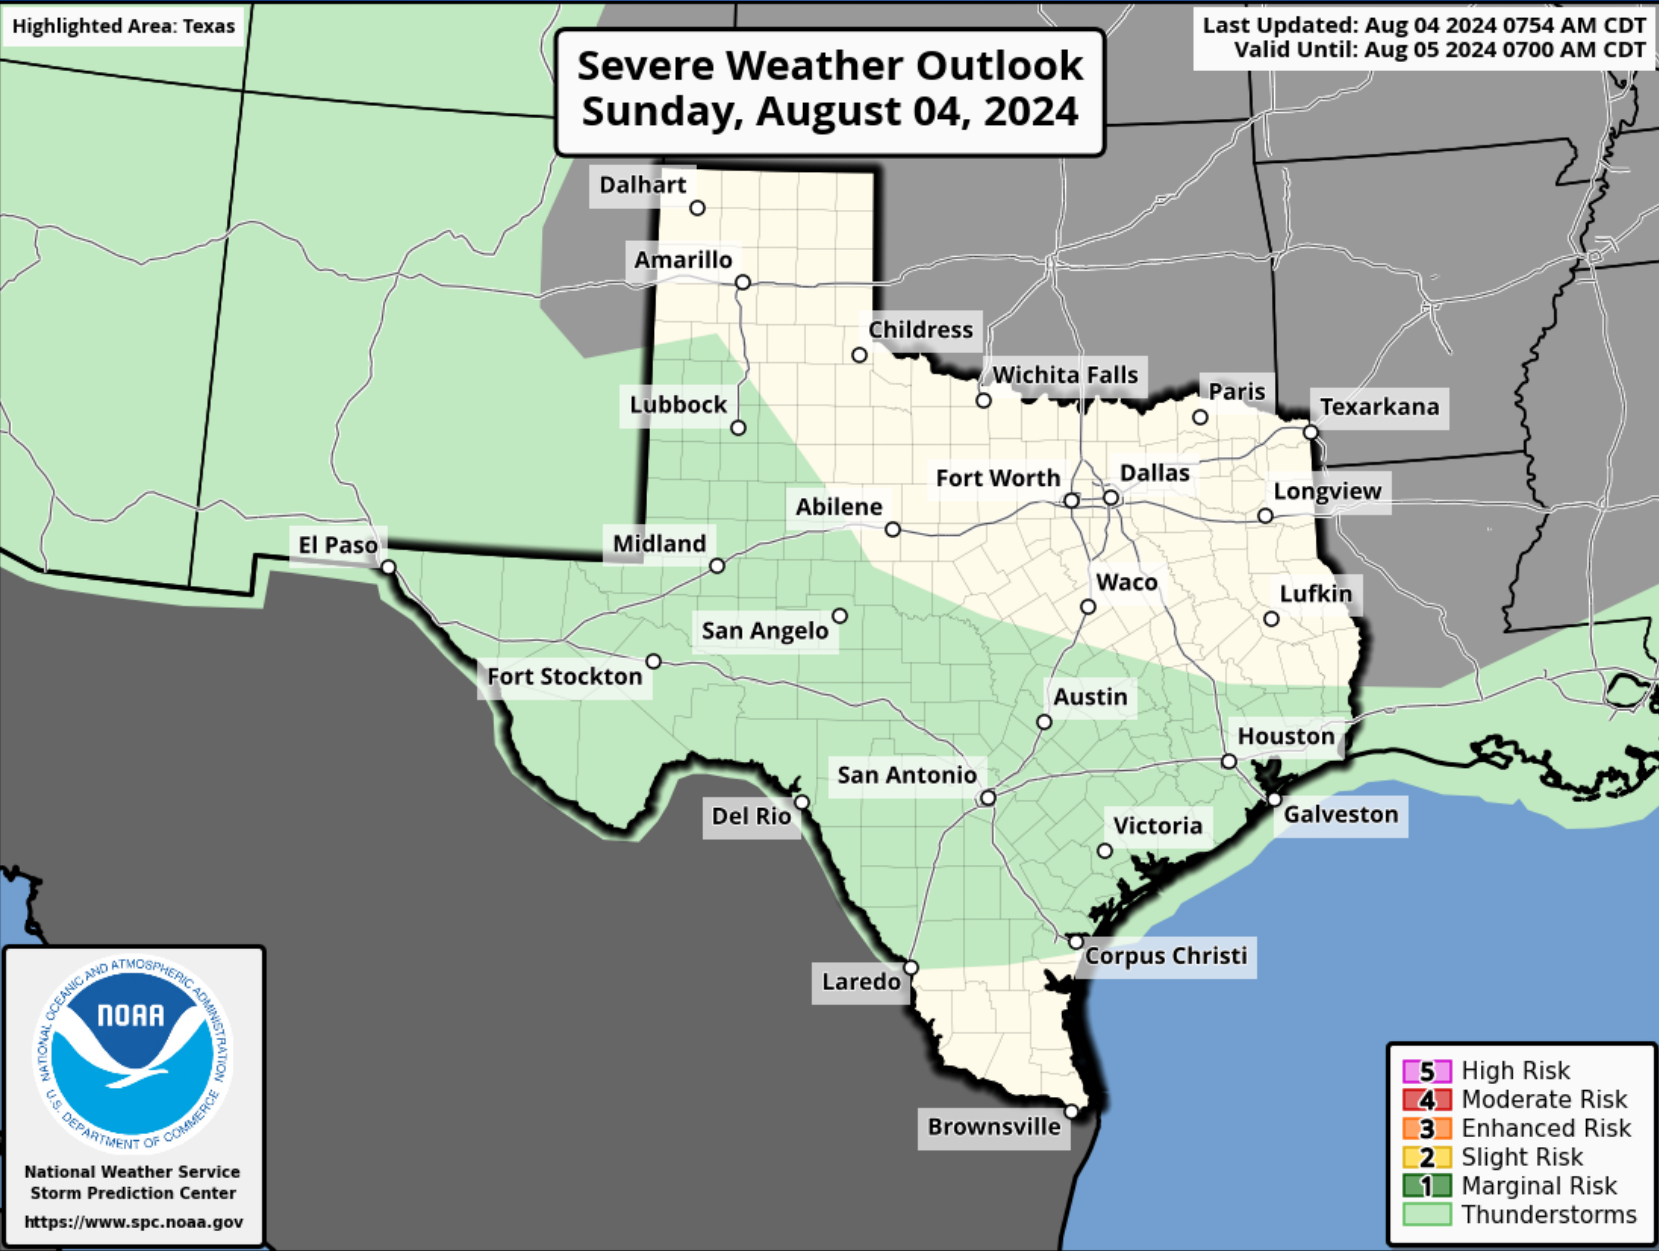 Highlighted Area: Texas
Severe Weather Outlook
Sunday, August 04, 2024
Last Updated: Aug 04 2024 0754 AM CDT
Valid Until: Aug 05 2024 0700 AM CDT
Dalhart
Amarillo
Childress
Wichita Falls
Paris
Texarkana
Lubbock
Fort Worth
Dallas
Longview
Abilene
El Paso
Midland
Waco
Lufkin
San Angelo
Fort Stockton
Austin
Houston
San Antonio
Del Rio
Galveston
Victoria
Corpus Christi
Laredo
Brownsville
NATIONAL OCEANIC AND ATMOSPHERIC ADMINISTRATION
NOAA
U.S. DEPARTMENT OF COMMERCE
National Weather Service
Storm Prediction Center
https://www.spc.noaa.gov
5 High Risk
4 Moderate Risk
3 Enhanced Risk
2 Slight Risk
1 Marginal Risk
Thunderstorms